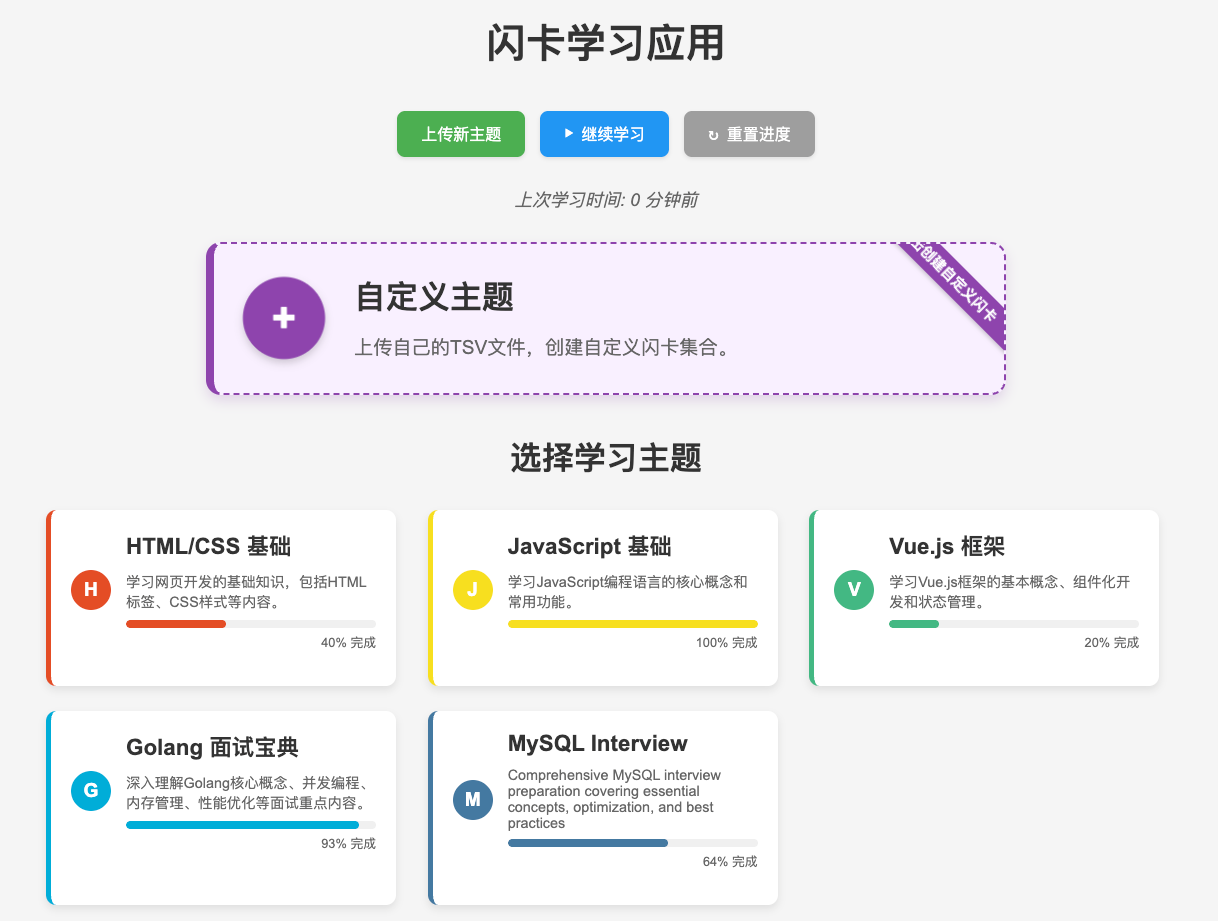 闪卡学习应用
上传新主题
继续学习
↻ 重置进度
上次学习时间: 0 分钟前
创建自定义闪卡
自定义主题
上传自己的TSV文件，创建自定义闪卡集合。
选择学习主题
H
HTML/CSS 基础
学习网页开发的基础知识，包括HTML
标签、CSS样式等内容。
40% 完成
J
JavaScript 基础
学习JavaScript编程语言的核心概念和
常用功能。
100% 完成
V
Vue.js 框架
学习Vue.js框架的基本概念、组件化开
发和状态管理。
20% 完成
G
Golang 面试宝典
深入理解Golang核心概念、并发编程、
内存管理、性能优化等面试重点内容。
93% 完成
M
MySQL Interview
Comprehensive MySQL interview
preparation covering essential
concepts, optimization, and best
practices
64% 完成